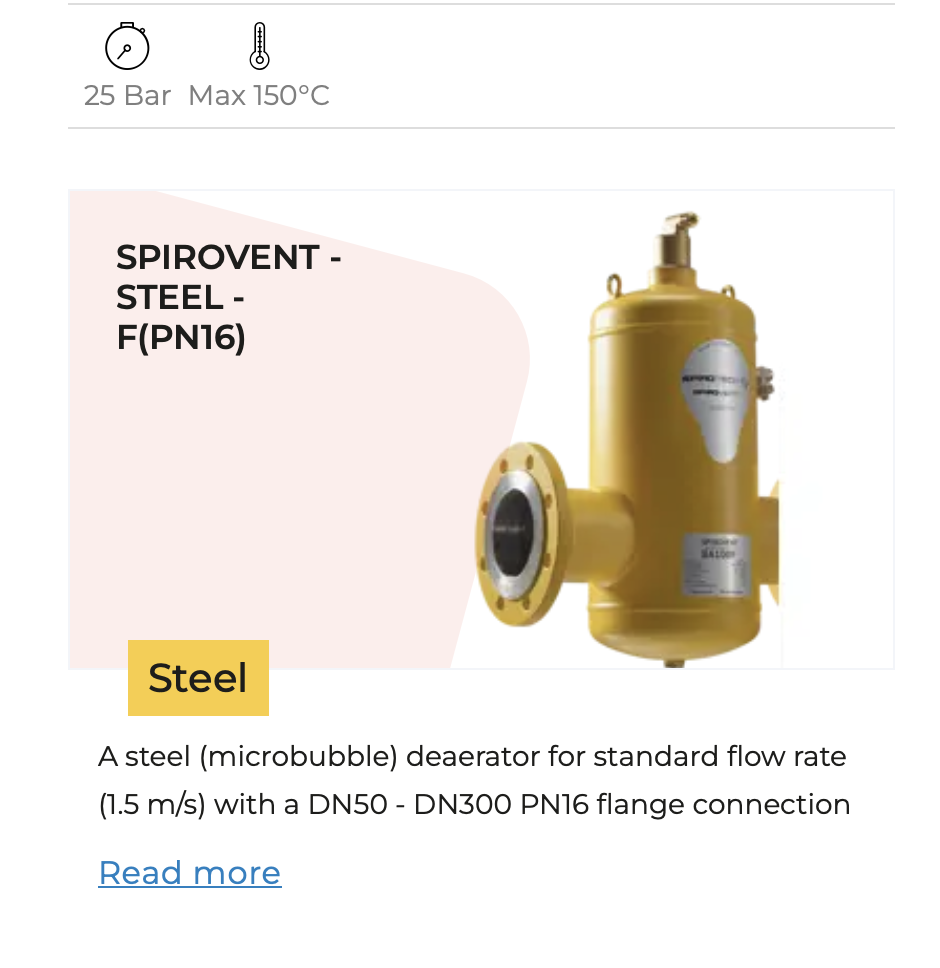 25 Bar Max 150°C
SPIROVENT -
STEEL -
F(PN16)
Steel
A steel (microbubble) deaerator for standard flow rate
(1.5 m/s) with a DN50 - DN300 PN16 flange connection
Read more